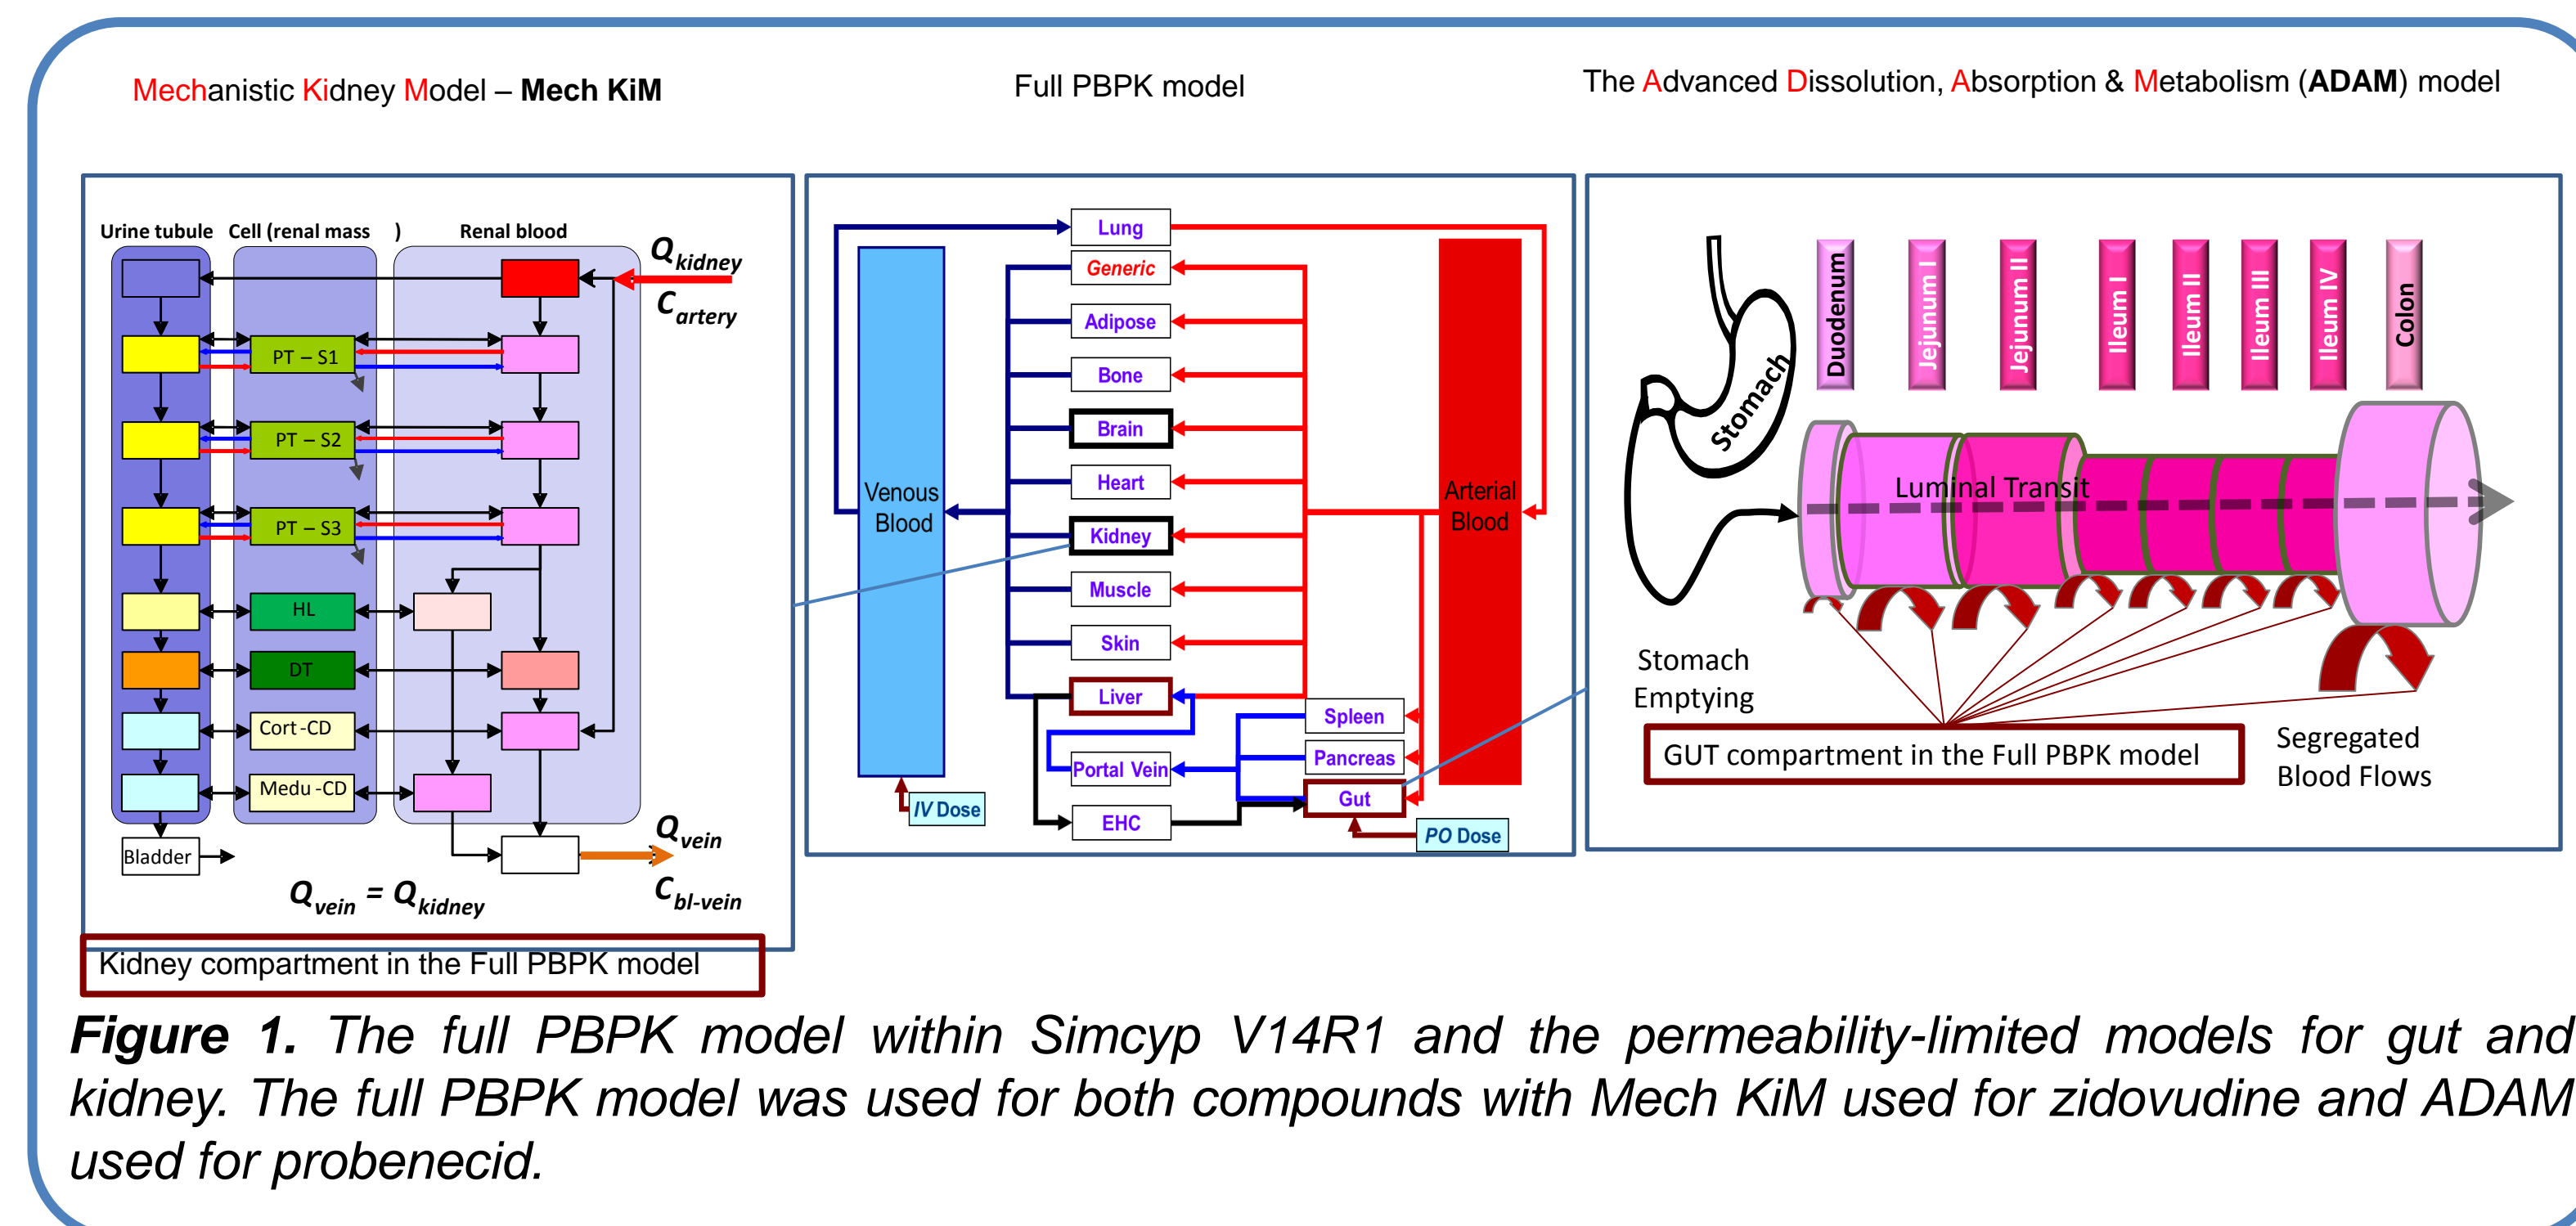 Mechanistic Kidney Model – Mech KiM
Full PBPK model
The Advanced Dissolution, Absorption & Metabolism (ADAM) model
Urine tubule
Cell (renal mass )
Renal blood
Q kidney
C artery
PT – S1
PT – S2
PT – S3
HL
DT
Cort -CD
Medu -CD
Bladder
Q vein
C bl-vein
Q vein = Q kidney
Kidney compartment in the Full PBPK model
Lung
Generic
Adipose
Bone
Brain
Heart
Kidney
Muscle
Skin
Liver
Portal Vein
EHC
Spleen
Pancreas
Gut
Venous
Blood
Arterial
Blood
IV Dose
PO Dose
Stomach
Duodenum
Jejunum I
Jejunum II
Ileum I
Ileum II
Ileum III
Ileum IV
Colon
Luminal Transit
Stomach
Emptying
GUT compartment in the Full PBPK model
Segregated
Blood Flows
Figure 1. The full PBPK model within Simcyp V14R1 and the permeability-limited models for gut and
kidney. The full PBPK model was used for both compounds with Mech KiM used for zidovudine and ADAM
used for probenecid.